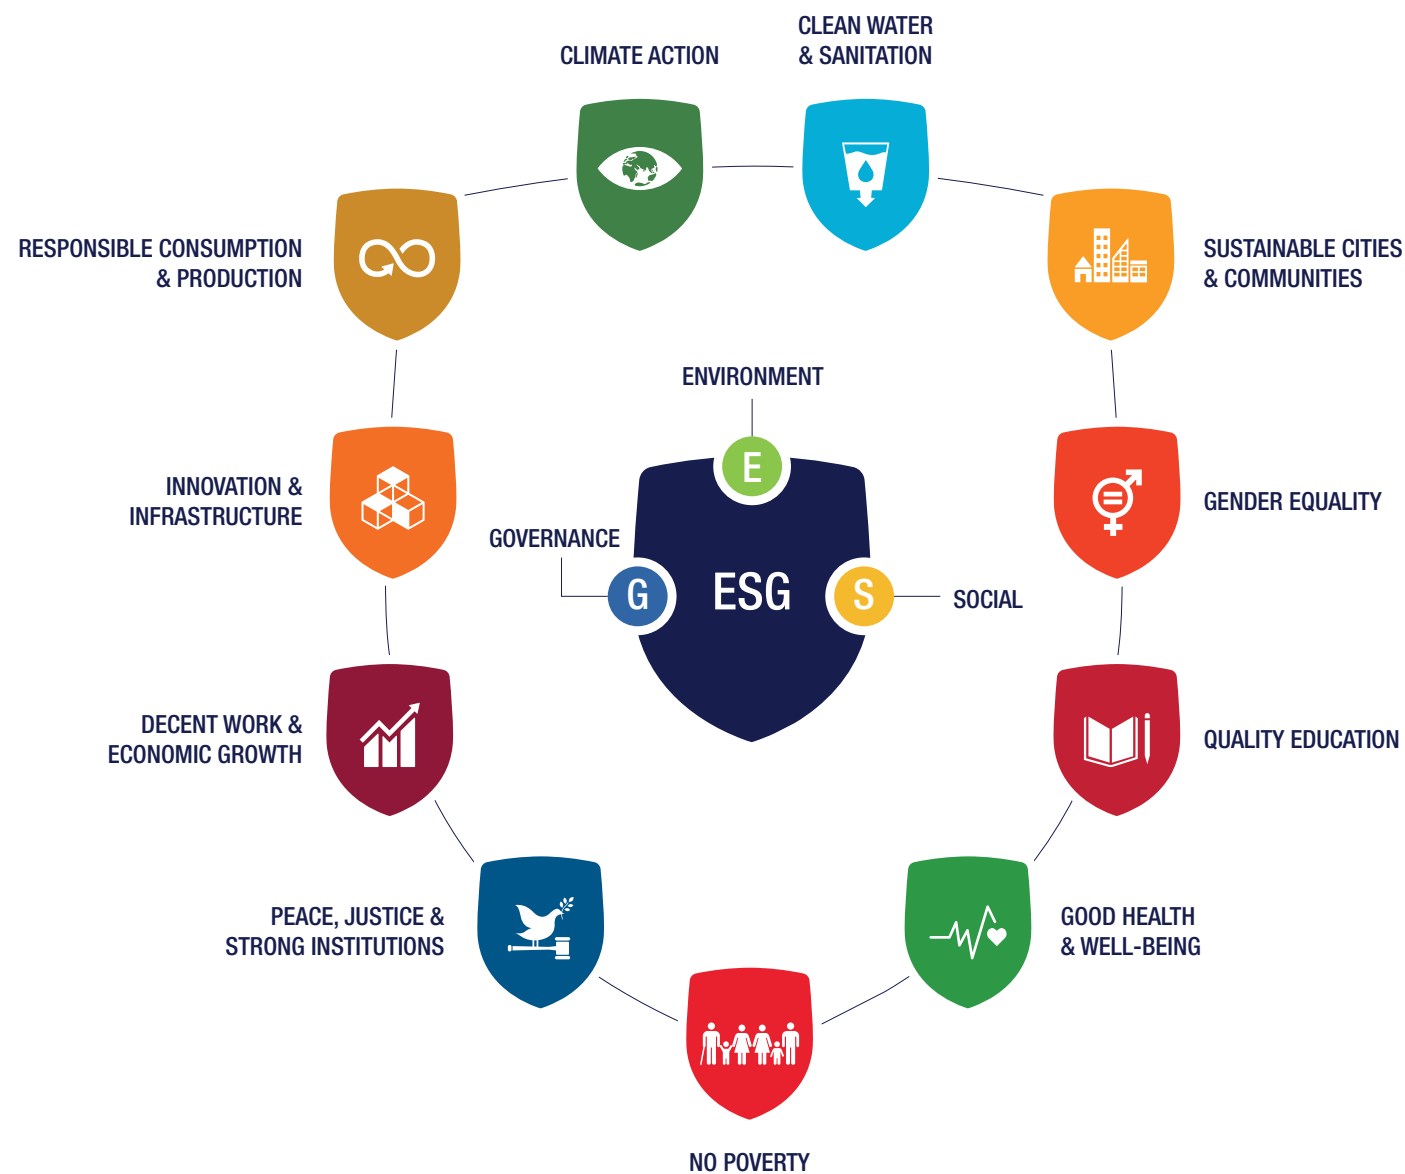 CLEAN WATER
& SANITATION
CLIMATE ACTION
RESPONSIBLE CONSUMPTION
& PRODUCTION
SUSTAINABLE CITIES
& COMMUNITIES
ENVIRONMENT
E
INNOVATION &
INFRASTRUCTURE
GENDER EQUALITY
GOVERNANCE
G
ESG
S
SOCIAL
DECENT WORK &
ECONOMIC GROWTH
QUALITY EDUCATION
PEACE, JUSTICE &
STRONG INSTITUTIONS
GOOD HEALTH
& WELL-BEING
NO POVERTY